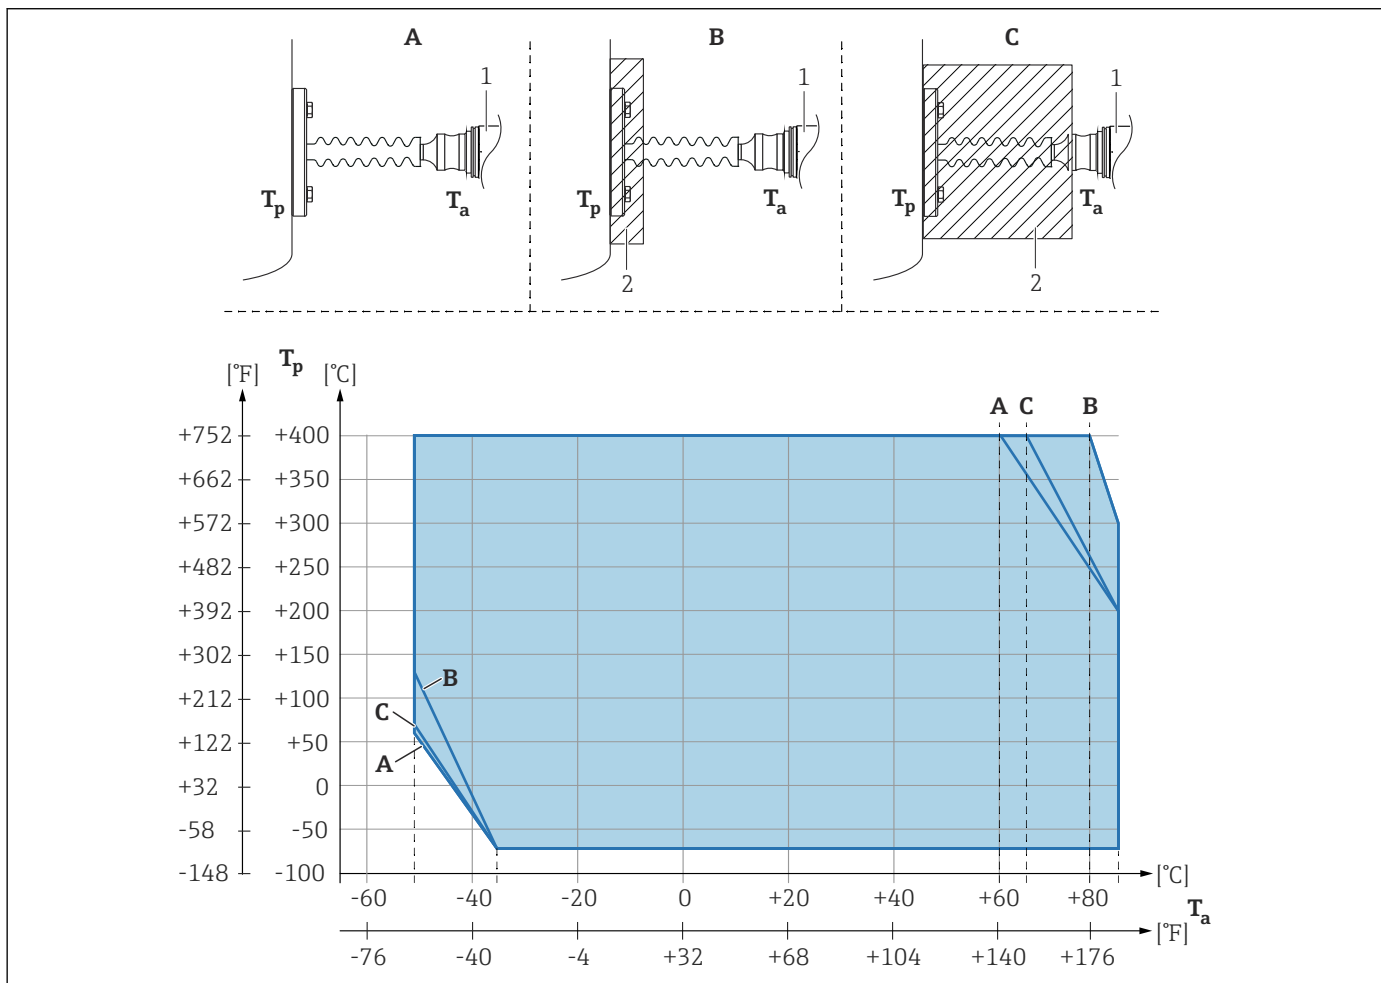 A B C
1 1 1
Tp Ta Tp Ta Tp Ta
2 2
[°F] Tp [°C]
A C B
+752 +400
+662 +350
+572 +300
+482 +250
+392 +200
+302 +150
B
+212 +100
C
+122 +50
A
+32 0
-58 -50
-148 -100
[°C]
-60 -40 -20 0 +20 +40 +60 +80
Ta
[°F]
-76 -40 -4 +32 +68 +104 +140 +176